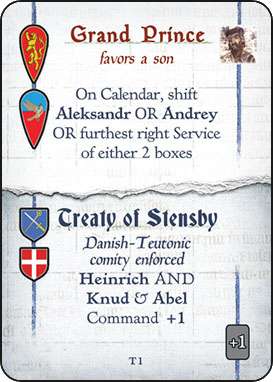 Grand Prince
favors a son
On Calendar, shift
Aleksandr OR Andrey
OR furthest right Service
of either 2 boxes
Treaty of Stensby
Danish-Teutonic
comity enforced
Heinrich AND
Knud & Abel
Command +1
+1
T1